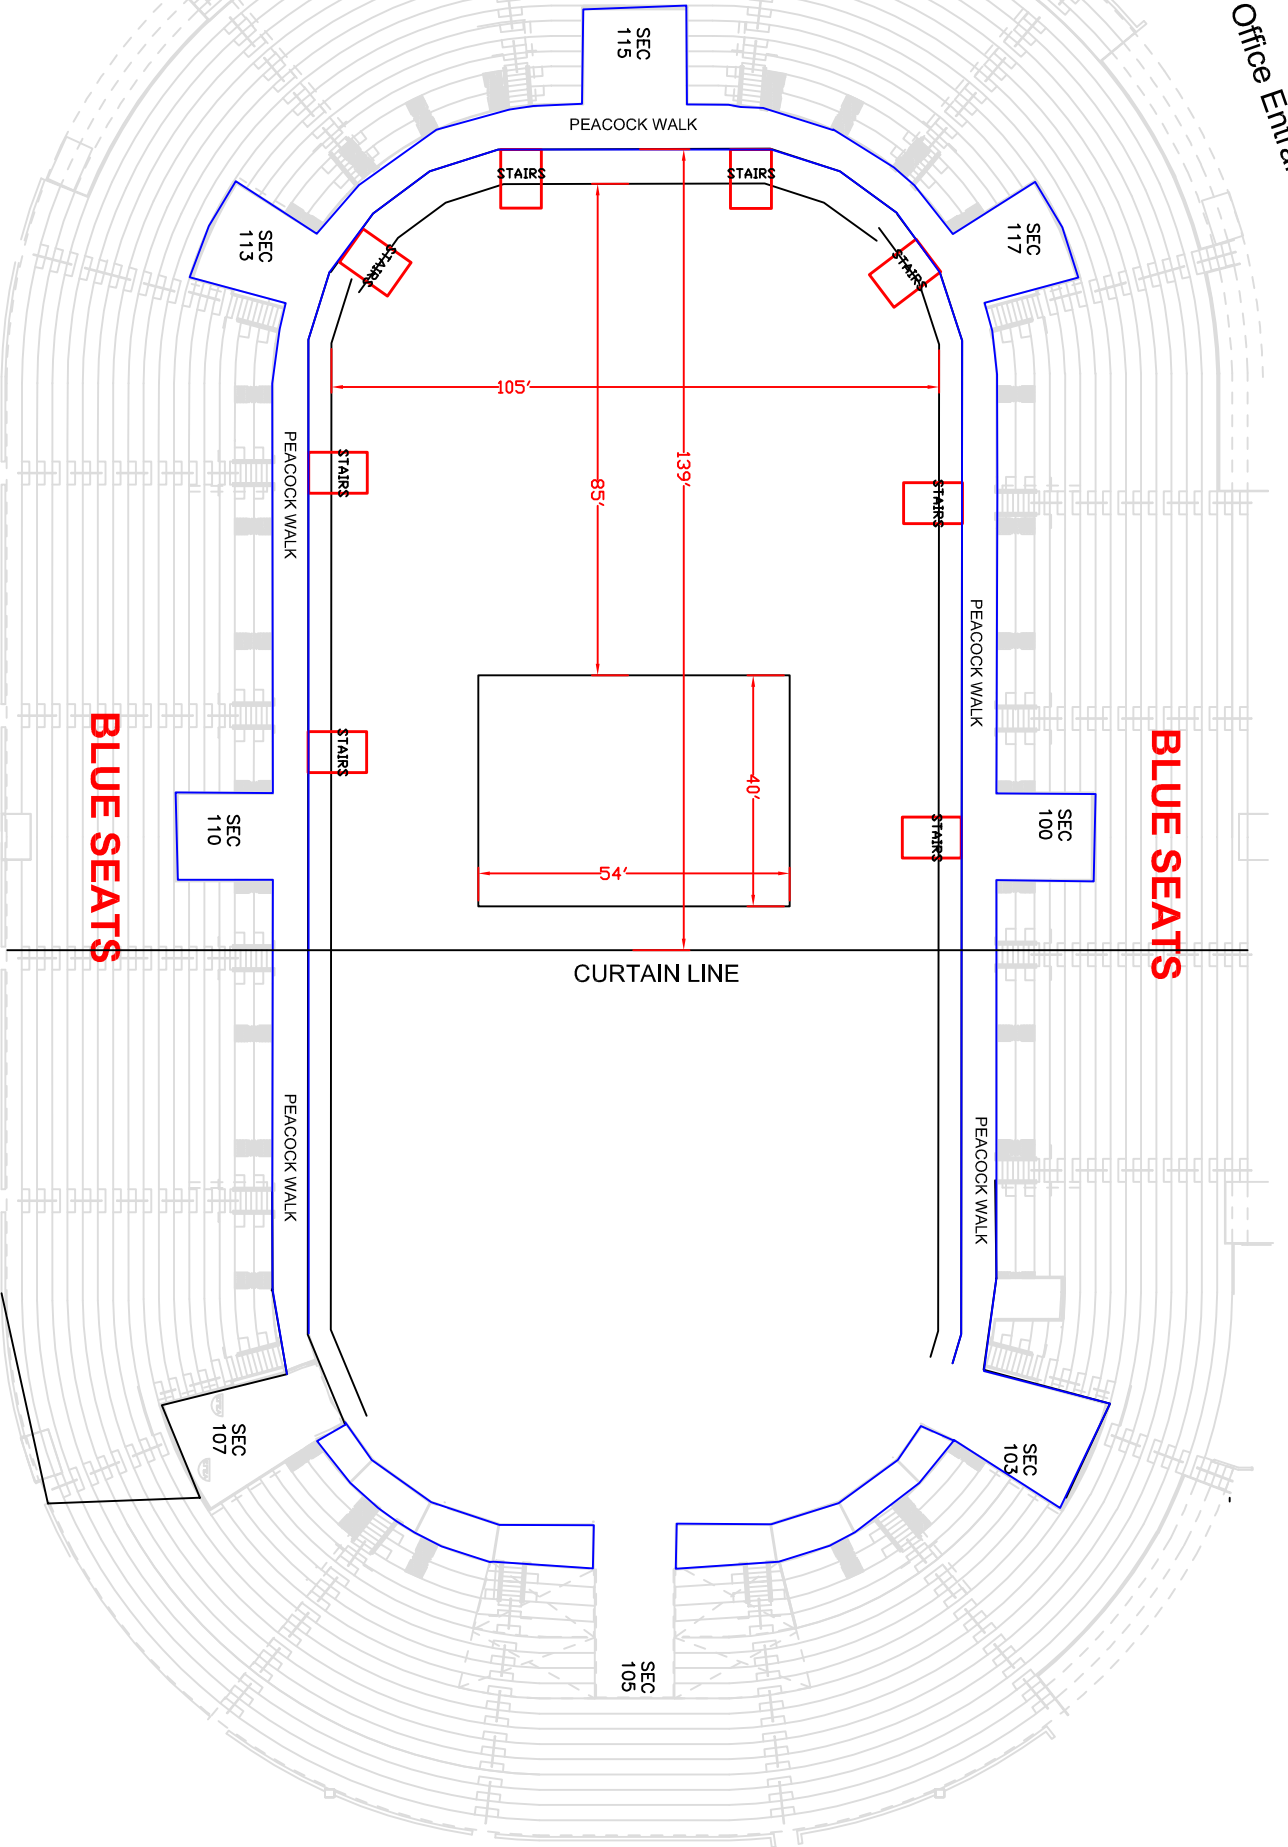 Office Entra
SEC
115
PEACOCK WALK
STAIRS
STAIRS
SEC
113
SEC
117
STAIRS
STAIRS
105'
139'
85'
PEACOCK WALK
STAIRS
STAIRS
PEACOCK WALK
BLUE SEATS
STAIRS
40'
54'
SEC
110
STAIRS
SEC
100
BLUE SEATS
CURTAIN LINE
PEACOCK WALK
PEACOCK WALK
SEC
107
SEC
103
SEC
105